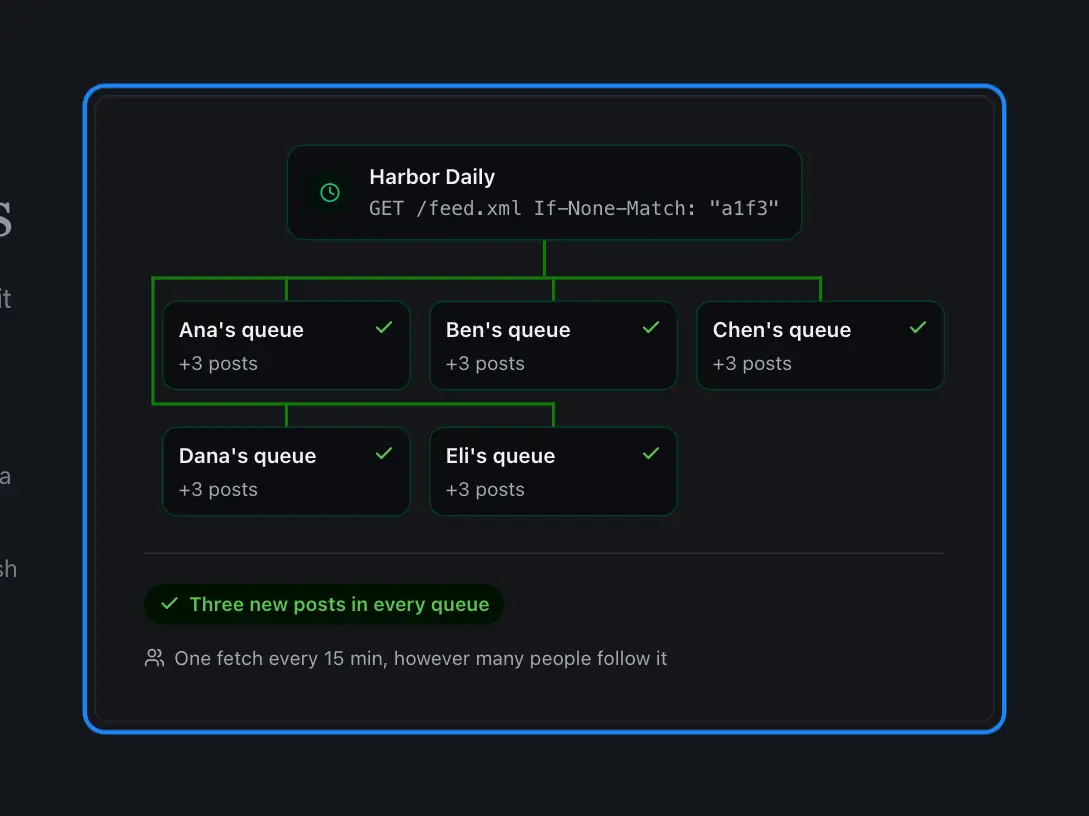 s
it
a
sh
Harbor Daily
GET /feed.xml If-None-Match: "a1f3"
Ana's queue
+3 posts
Ben's queue
+3 posts
Chen's queue
+3 posts
Dana's queue
+3 posts
Eli's queue
+3 posts
Three new posts in every queue
One fetch every 15 min, however many people follow it